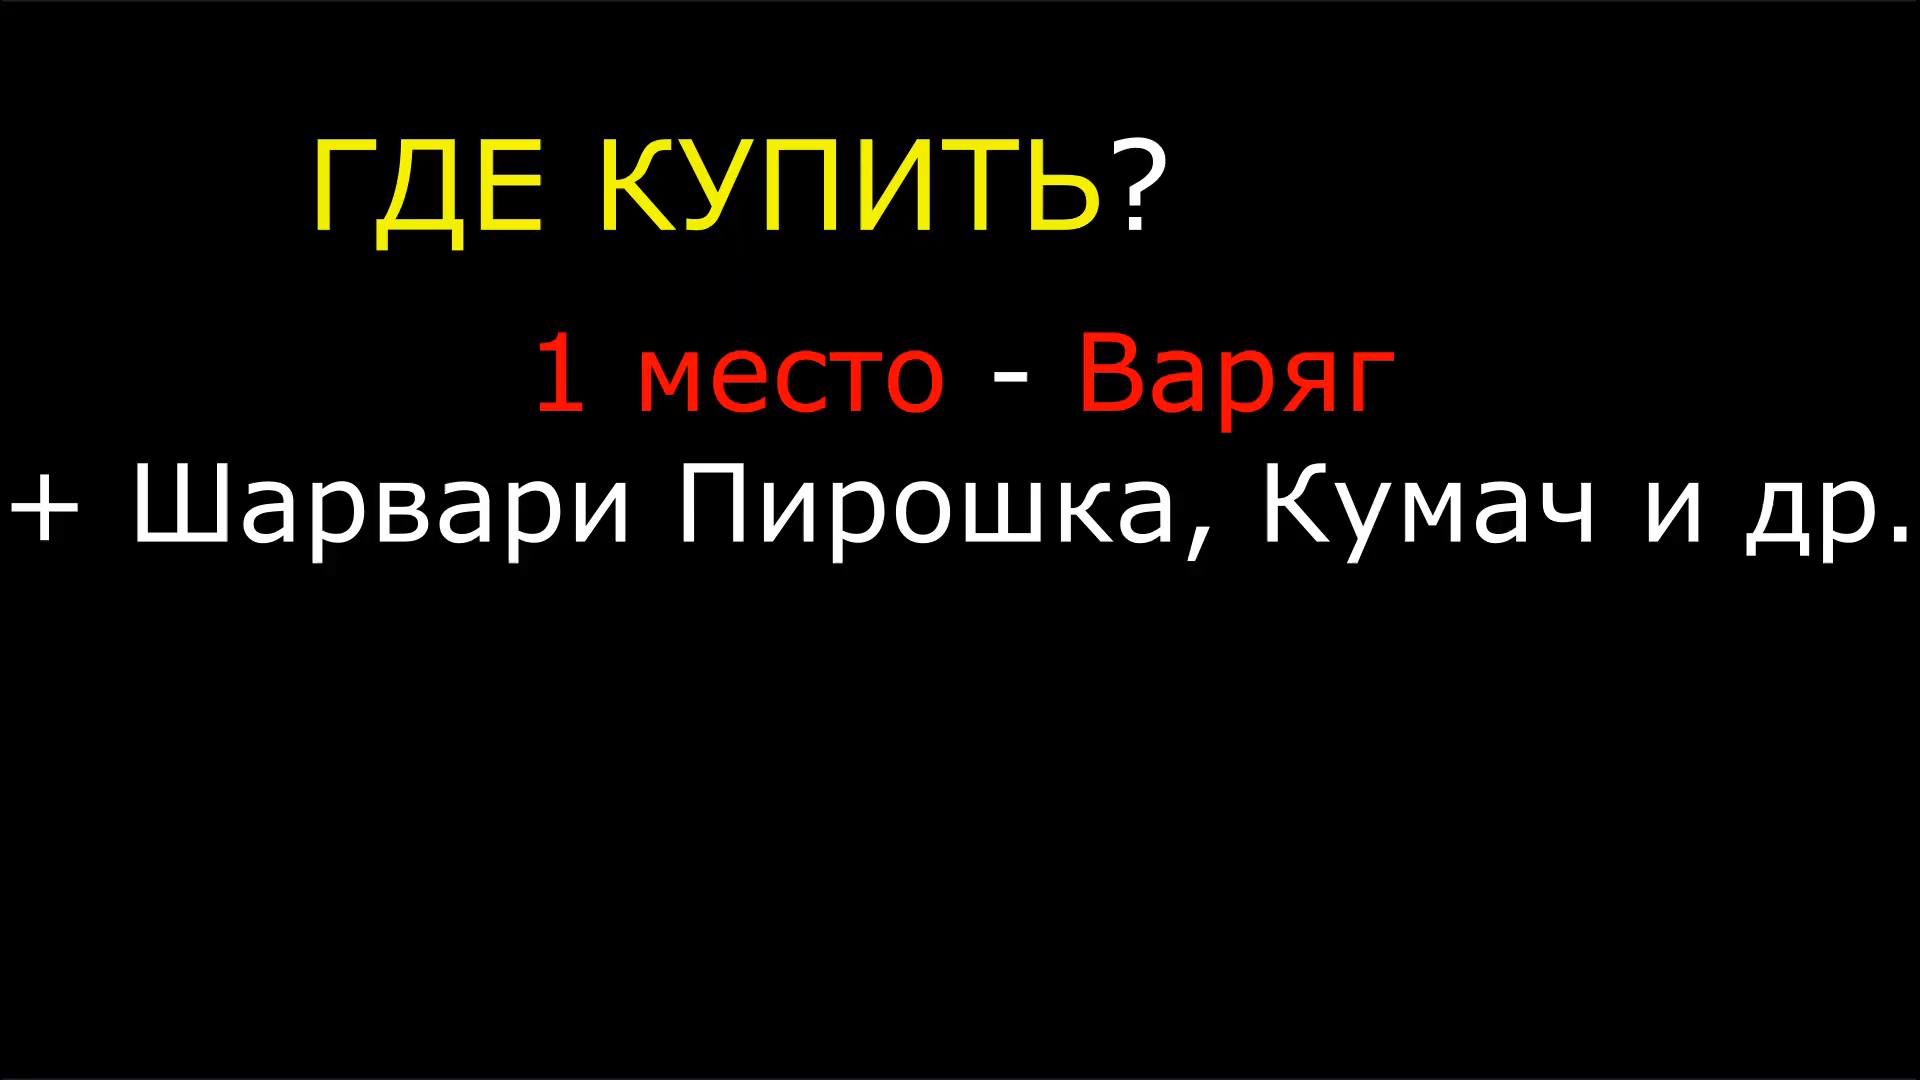 ГДЕ КУПИТЬ?
1 место - Варяг
+ Шарвари Пирошка, Кумач и др.